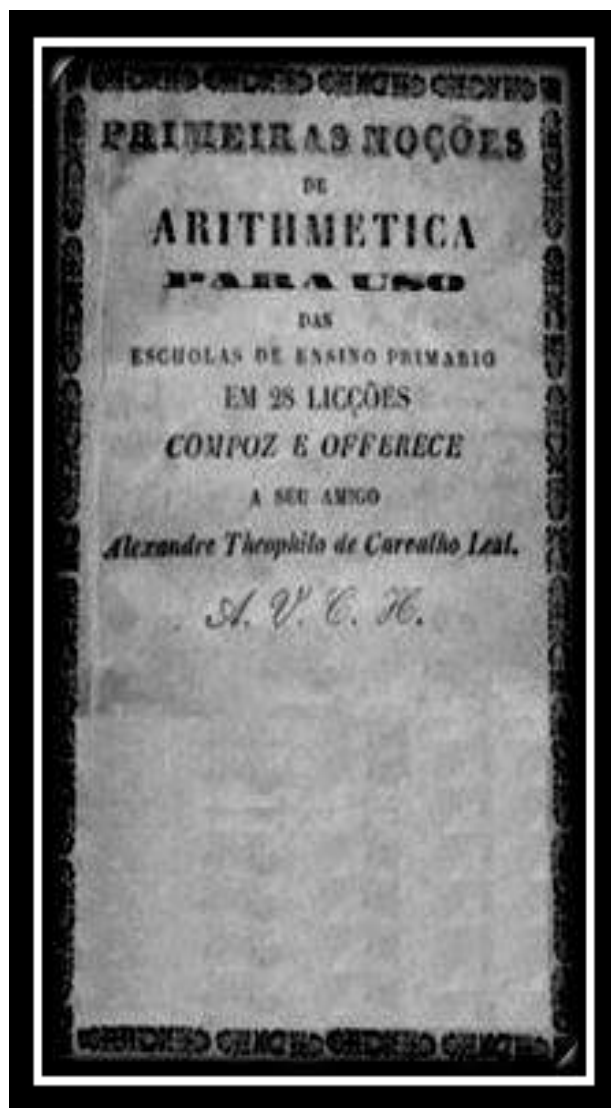 PRIMEIRAS NOÇÕES
DE
ARITHMETICA
PARA USO
DAS
ESCHOLAS DE ENSINO PRIMARIO
EM 28 LICÇÕES
COMPOZ E OFFERECE
A SEU AMIGO
Alexandre Theophilo de Carvalho Leal.
A. V. C. H.